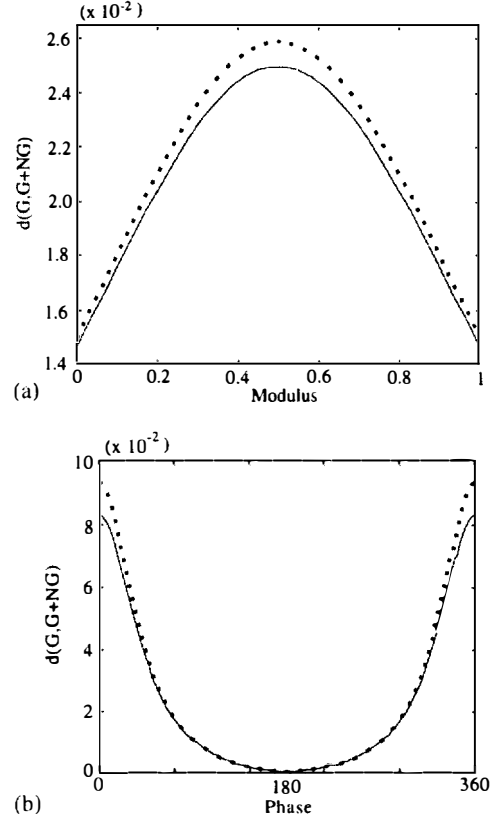 (x 10⁻²)
2.6
2.4
2.2
2.0
1.8
1.6
1.4
d(G,G+NG)
0 0.2 0.4 0.6 0.8 1
Modulus
(a)
(x 10⁻²)
10
8
6
4
2
0
d(G,G+NG)
0 180 360
Phase
(b)